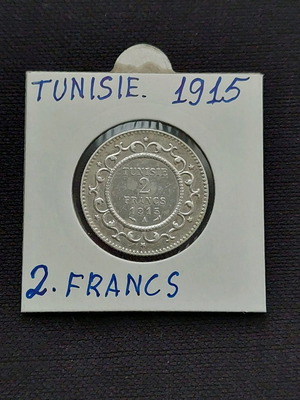 TUNISIE. 1915
TUNISIE
2
FRANCS
1915
A
2. FRANCS